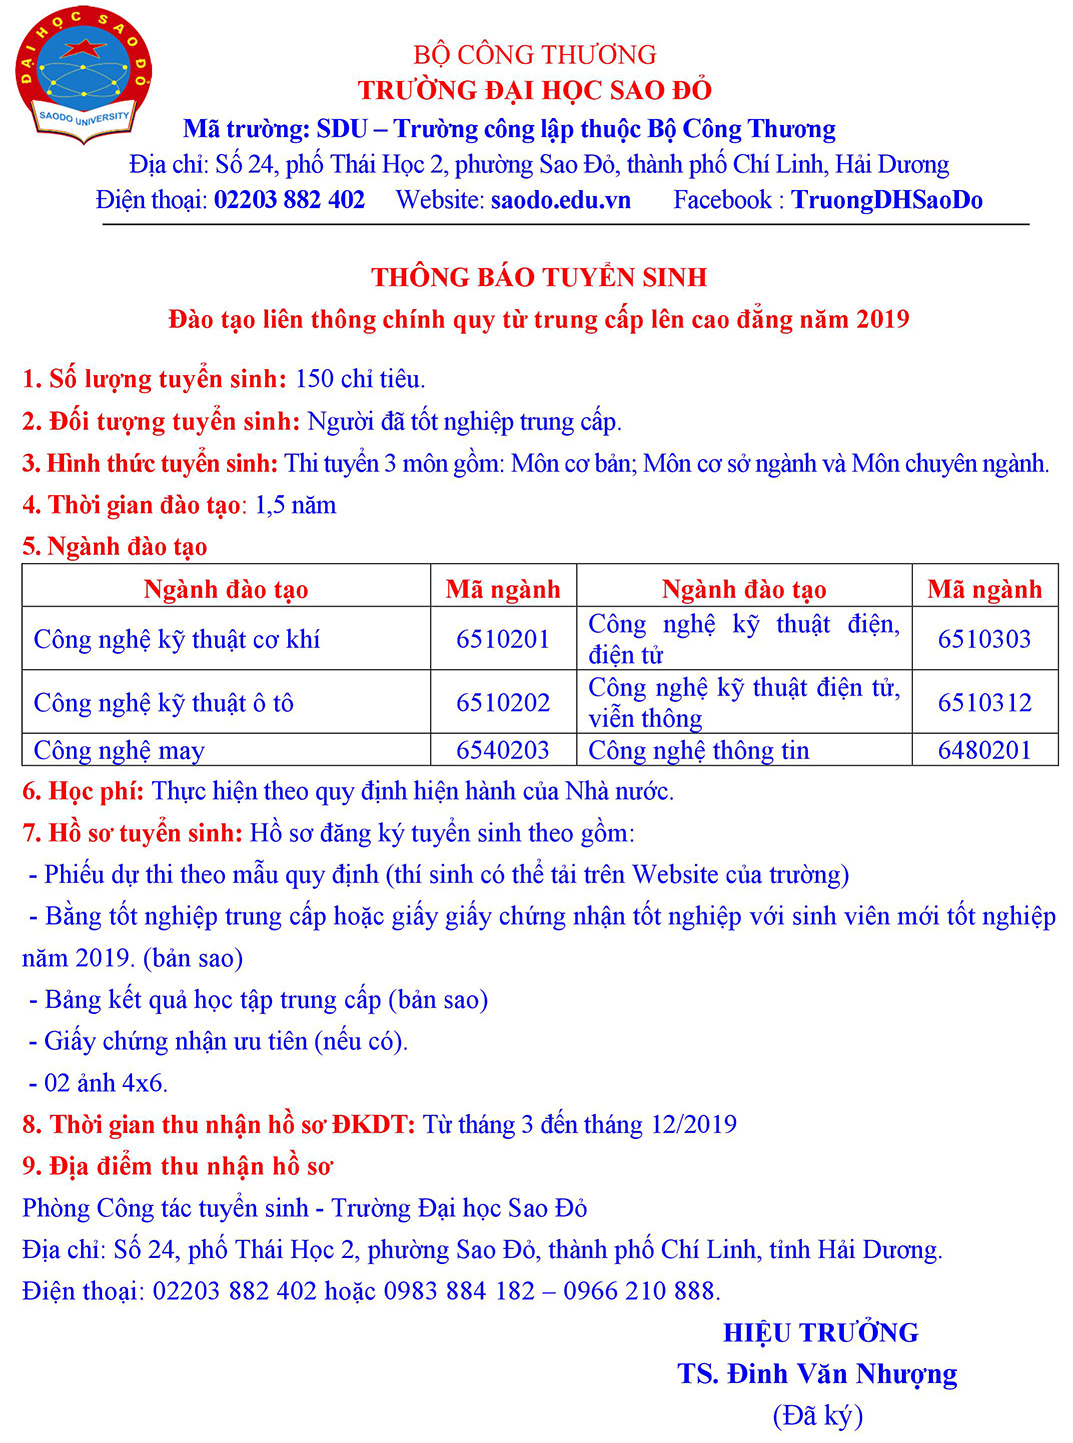 ĐẠI HỌC SAO ĐỎ
SAODO UNIVERSITY
BỘ CÔNG THƯƠNG
TRƯỜNG ĐẠI HỌC SAO ĐỎ
Mã trường: SDU – Trường công lập thuộc Bộ Công Thương
Địa chỉ: Số 24, phố Thái Học 2, phường Sao Đỏ, thành phố Chí Linh, Hải Dương
Điện thoại: 02203 882 402 Website: saodo.edu.vn Facebook : TruongDHSaoDo
THÔNG BÁO TUYỂN SINH
Đào tạo liên thông chính quy từ trung cấp lên cao đẳng năm 2019
1. Số lượng tuyển sinh: 150 chỉ tiêu.
2. Đối tượng tuyển sinh: Người đã tốt nghiệp trung cấp.
3. Hình thức tuyển sinh: Thi tuyển 3 môn gồm: Môn cơ bản; Môn cơ sở ngành và Môn chuyên ngành.
4. Thời gian đào tạo: 1,5 năm
5. Ngành đào tạo
Ngành đào tạo Mã ngành Ngành đào tạo Mã ngành
Công nghệ kỹ thuật cơ khí 6510201 Công nghệ kỹ thuật điện, điện tử 6510303
Công nghệ kỹ thuật ô tô 6510202 Công nghệ kỹ thuật điện tử, viễn thông 6510312
Công nghệ may 6540203 Công nghệ thông tin 6480201
6. Học phí: Thực hiện theo quy định hiện hành của Nhà nước.
7. Hồ sơ tuyển sinh: Hồ sơ đăng ký tuyển sinh theo gồm:
- Phiếu dự thi theo mẫu quy định (thí sinh có thể tải trên Website của trường)
- Bằng tốt nghiệp trung cấp hoặc giấy giấy chứng nhận tốt nghiệp với sinh viên mới tốt nghiệp
năm 2019. (bản sao)
- Bảng kết quả học tập trung cấp (bản sao)
- Giấy chứng nhận ưu tiên (nếu có).
- 02 ảnh 4x6.
8. Thời gian thu nhận hồ sơ ĐKDT: Từ tháng 3 đến tháng 12/2019
9. Địa điểm thu nhận hồ sơ
Phòng Công tác tuyển sinh - Trường Đại học Sao Đỏ
Địa chỉ: Số 24, phố Thái Học 2, phường Sao Đỏ, thành phố Chí Linh, tỉnh Hải Dương.
Điện thoại: 02203 882 402 hoặc 0983 884 182 – 0966 210 888.
HIỆU TRƯỞNG
TS. Đinh Văn Nhượng
(Đã ký)